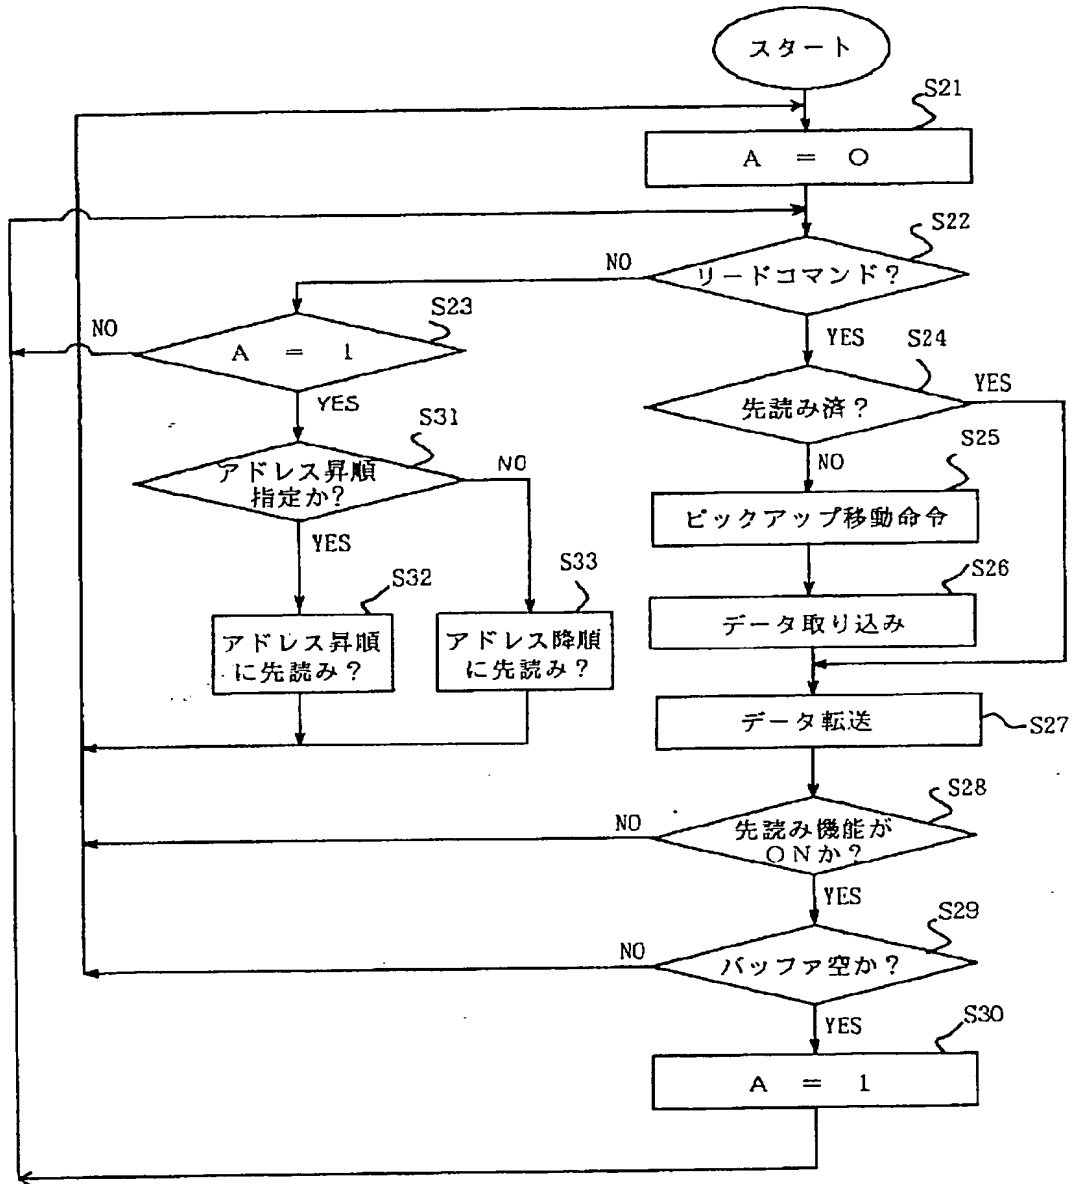 スタート
S21
A = 0
S22
リードコマンド?
NO
YES
S23
A = 1
NO
YES
S24
先読み済?
YES
NO
S31
アドレス昇順
指定か?
NO
YES
S25
ピックアップ移動命令
S26
データ取り込み
S32
アドレス昇順
に先読み?
S33
アドレス降順
に先読み?
データ転送
S27
S28
先読み機能が
ONか?
NO
YES
S29
バッファ空か?
NO
YES
S30
A = 1